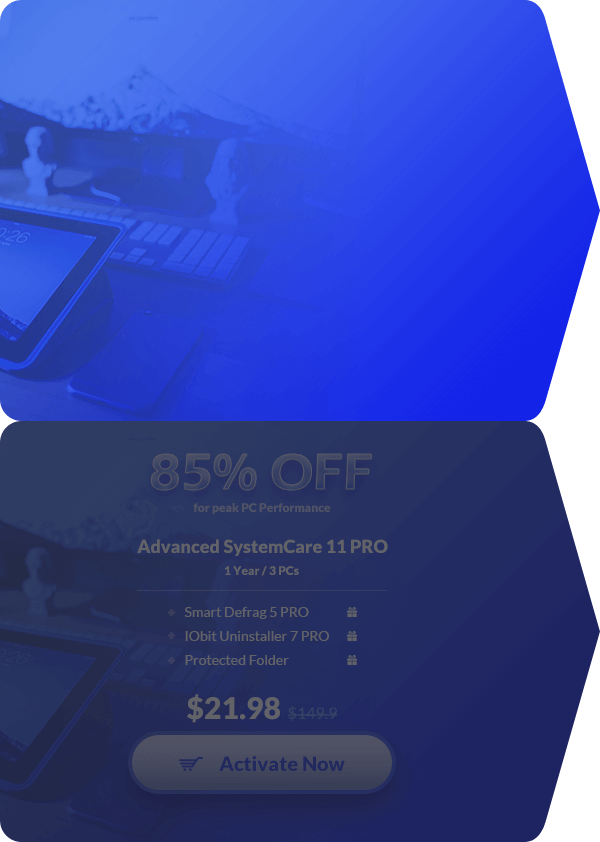 85% OFF
for peak PC Performance
Advanced SystemCare 11 PRO
1 Year / 3 PCs
Smart Defrag 5 PRO
IObit Uninstaller 7 PRO
Protected Folder
$21.98 $149.9
Activate Now